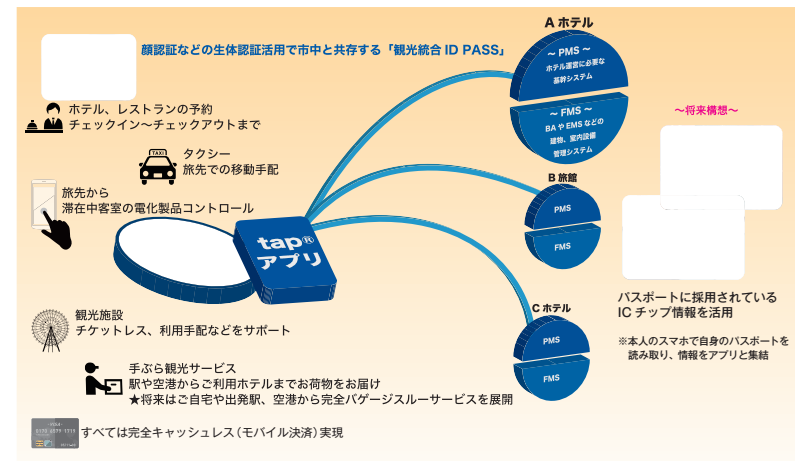 顔認証などの生体認証活用で市中と共存する「観光統合 ID PASS」
ホテル、レストランの予約
チェックイン〜チェックアウトまで
TAXI
タクシー
旅先での移動手配
旅先から
滞在中客室の電化製品コントロール
tap®
アプリ
観光施設
チケットレス、利用手配などをサポート
手ぶら観光サービス
駅や空港からご利用ホテルまでお荷物をお届け
★将来はご自宅や出発駅、空港から完全バゲージスルーサービスを展開
すべては完全キャッシュレス(モバイル決済)実現
A ホテル
〜 PMS 〜
ホテル運営に必要な
基幹システム
〜 FMS 〜
BA や EMS などの
建物、室内設備
管理システム
B 旅館
PMS
FMS
C ホテル
PMS
FMS
〜将来構想〜
パスポートに採用されている
IC チップ情報を活用
※本人のスマホで自身のパスポートを
読み取り、情報をアプリと集結